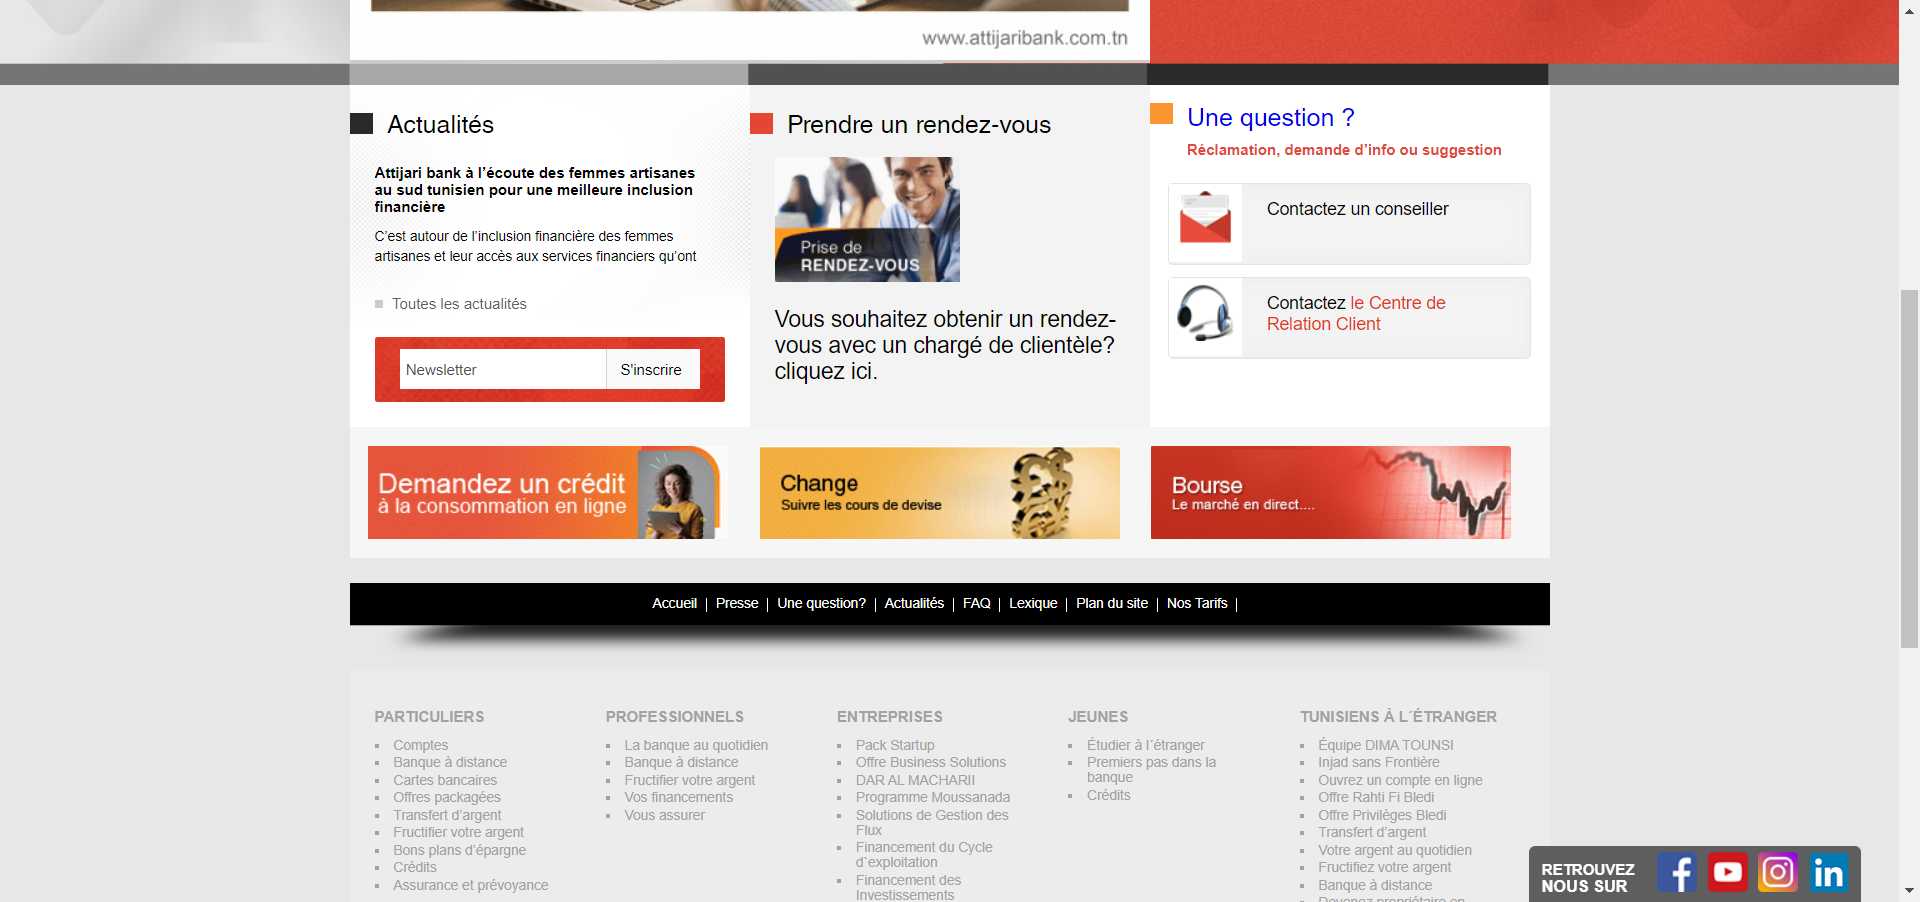 www.attijaribank.com.tn
Actualités
Attijari bank à l’écoute des femmes artisanes
au sud tunisien pour une meilleure inclusion
financière
C’est autour de l’inclusion financière des femmes
artisanes et leur accès aux services financiers qu’ont
Toutes les actualités
Newsletter
S'inscrire
Prendre un rendez-vous
Prise de
RENDEZ-VOUS
Vous souhaitez obtenir un rendez-
vous avec un chargé de clientèle?
cliquez ici.
Une question ?
Réclamation, demande d’info ou suggestion
Contactez un conseiller
Contactez le Centre de
Relation Client
Demandez un crédit
à la consommation en ligne
Change
Suivre les cours de devise
Bourse
Le marché en direct....
Accueil | Presse | Une question? | Actualités | FAQ | Lexique | Plan du site | Nos Tarifs |
PARTICULIERS
Comptes
Banque à distance
Cartes bancaires
Offres packagées
Transfert d’argent
Fructifier votre argent
Bons plans d’épargne
Crédits
Assurance et prévoyance
PROFESSIONNELS
La banque au quotidien
Banque à distance
Fructifier votre argent
Vos financements
Vous assurer
ENTREPRISES
Pack Startup
Offre Business Solutions
DAR AL MACHARII
Programme Moussanada
Solutions de Gestion des
Flux
Financement du Cycle
d`exploitation
Financement des
Investissements
JEUNES
Étudier à l´étranger
Premiers pas dans la
banque
Crédits
TUNISIENS À L´ÉTRANGER
Équipe DIMA TOUNSI
Injad sans Frontière
Ouvrez un compte en ligne
Offre Rahti Fi Bledi
Offre Privilèges Bledi
Transfert d’argent
Votre argent au quotidien
Fructifiez votre argent
Banque à distance
Devenez propriétaire en
RETROUVEZ
NOUS SUR